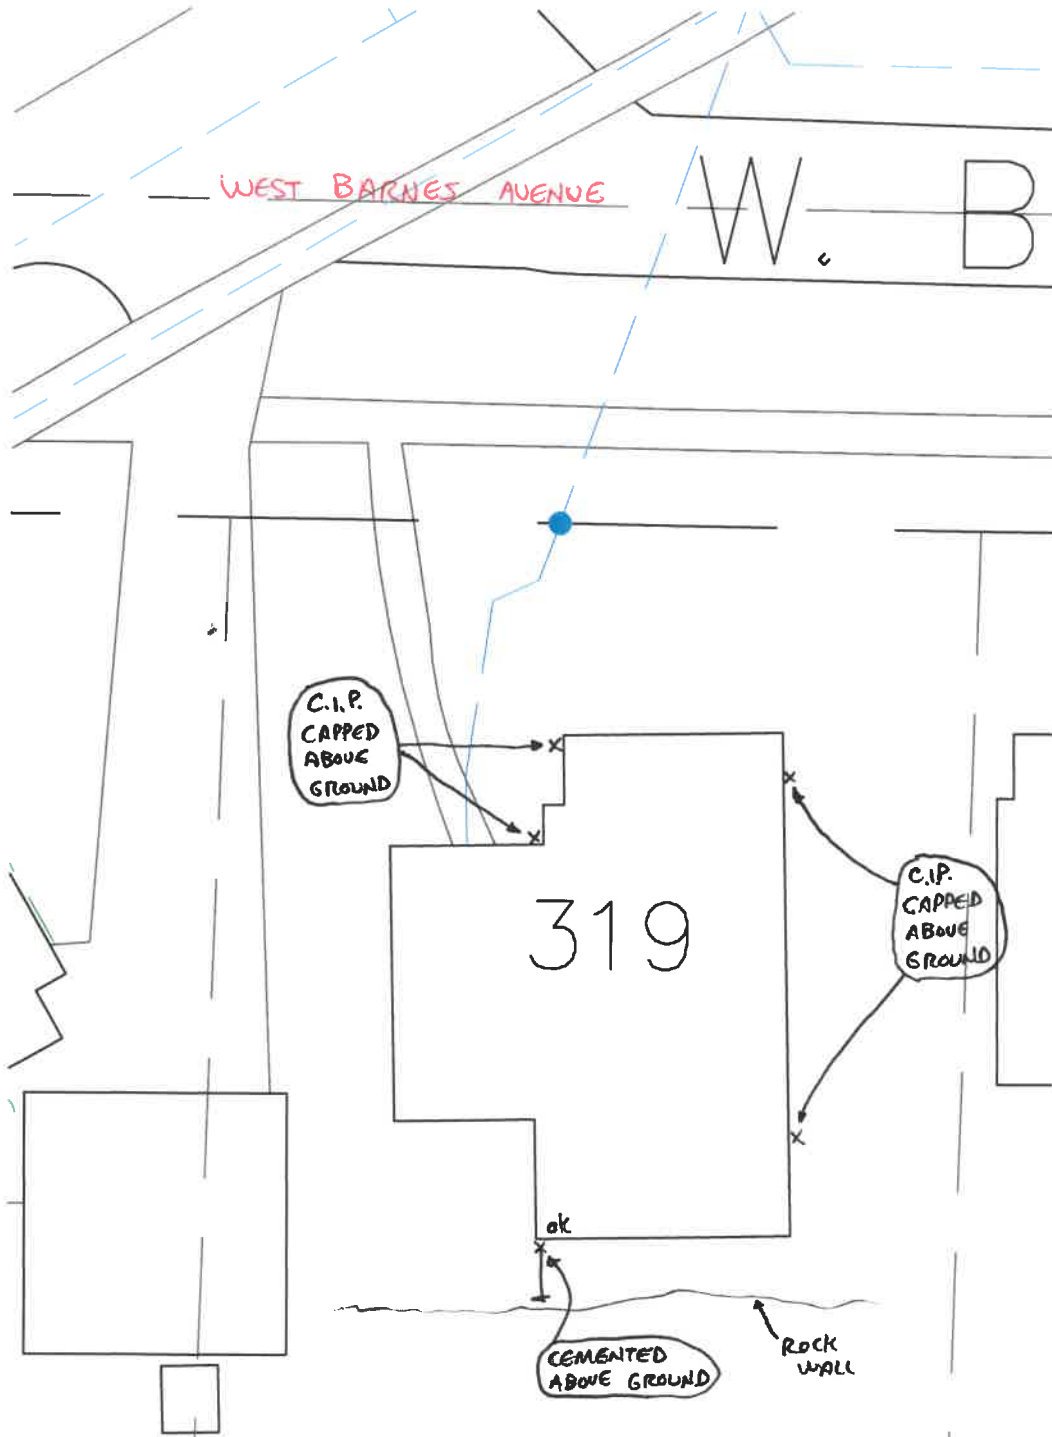 WEST BARNES AVENUE
W B
C.I.P.
CAPPED
ABOVE
GROUND
C.I.P.
CAPPED
ABOVE
GROUND
319
ok
CEMENTED
ABOVE GROUND
ROCK
WALL